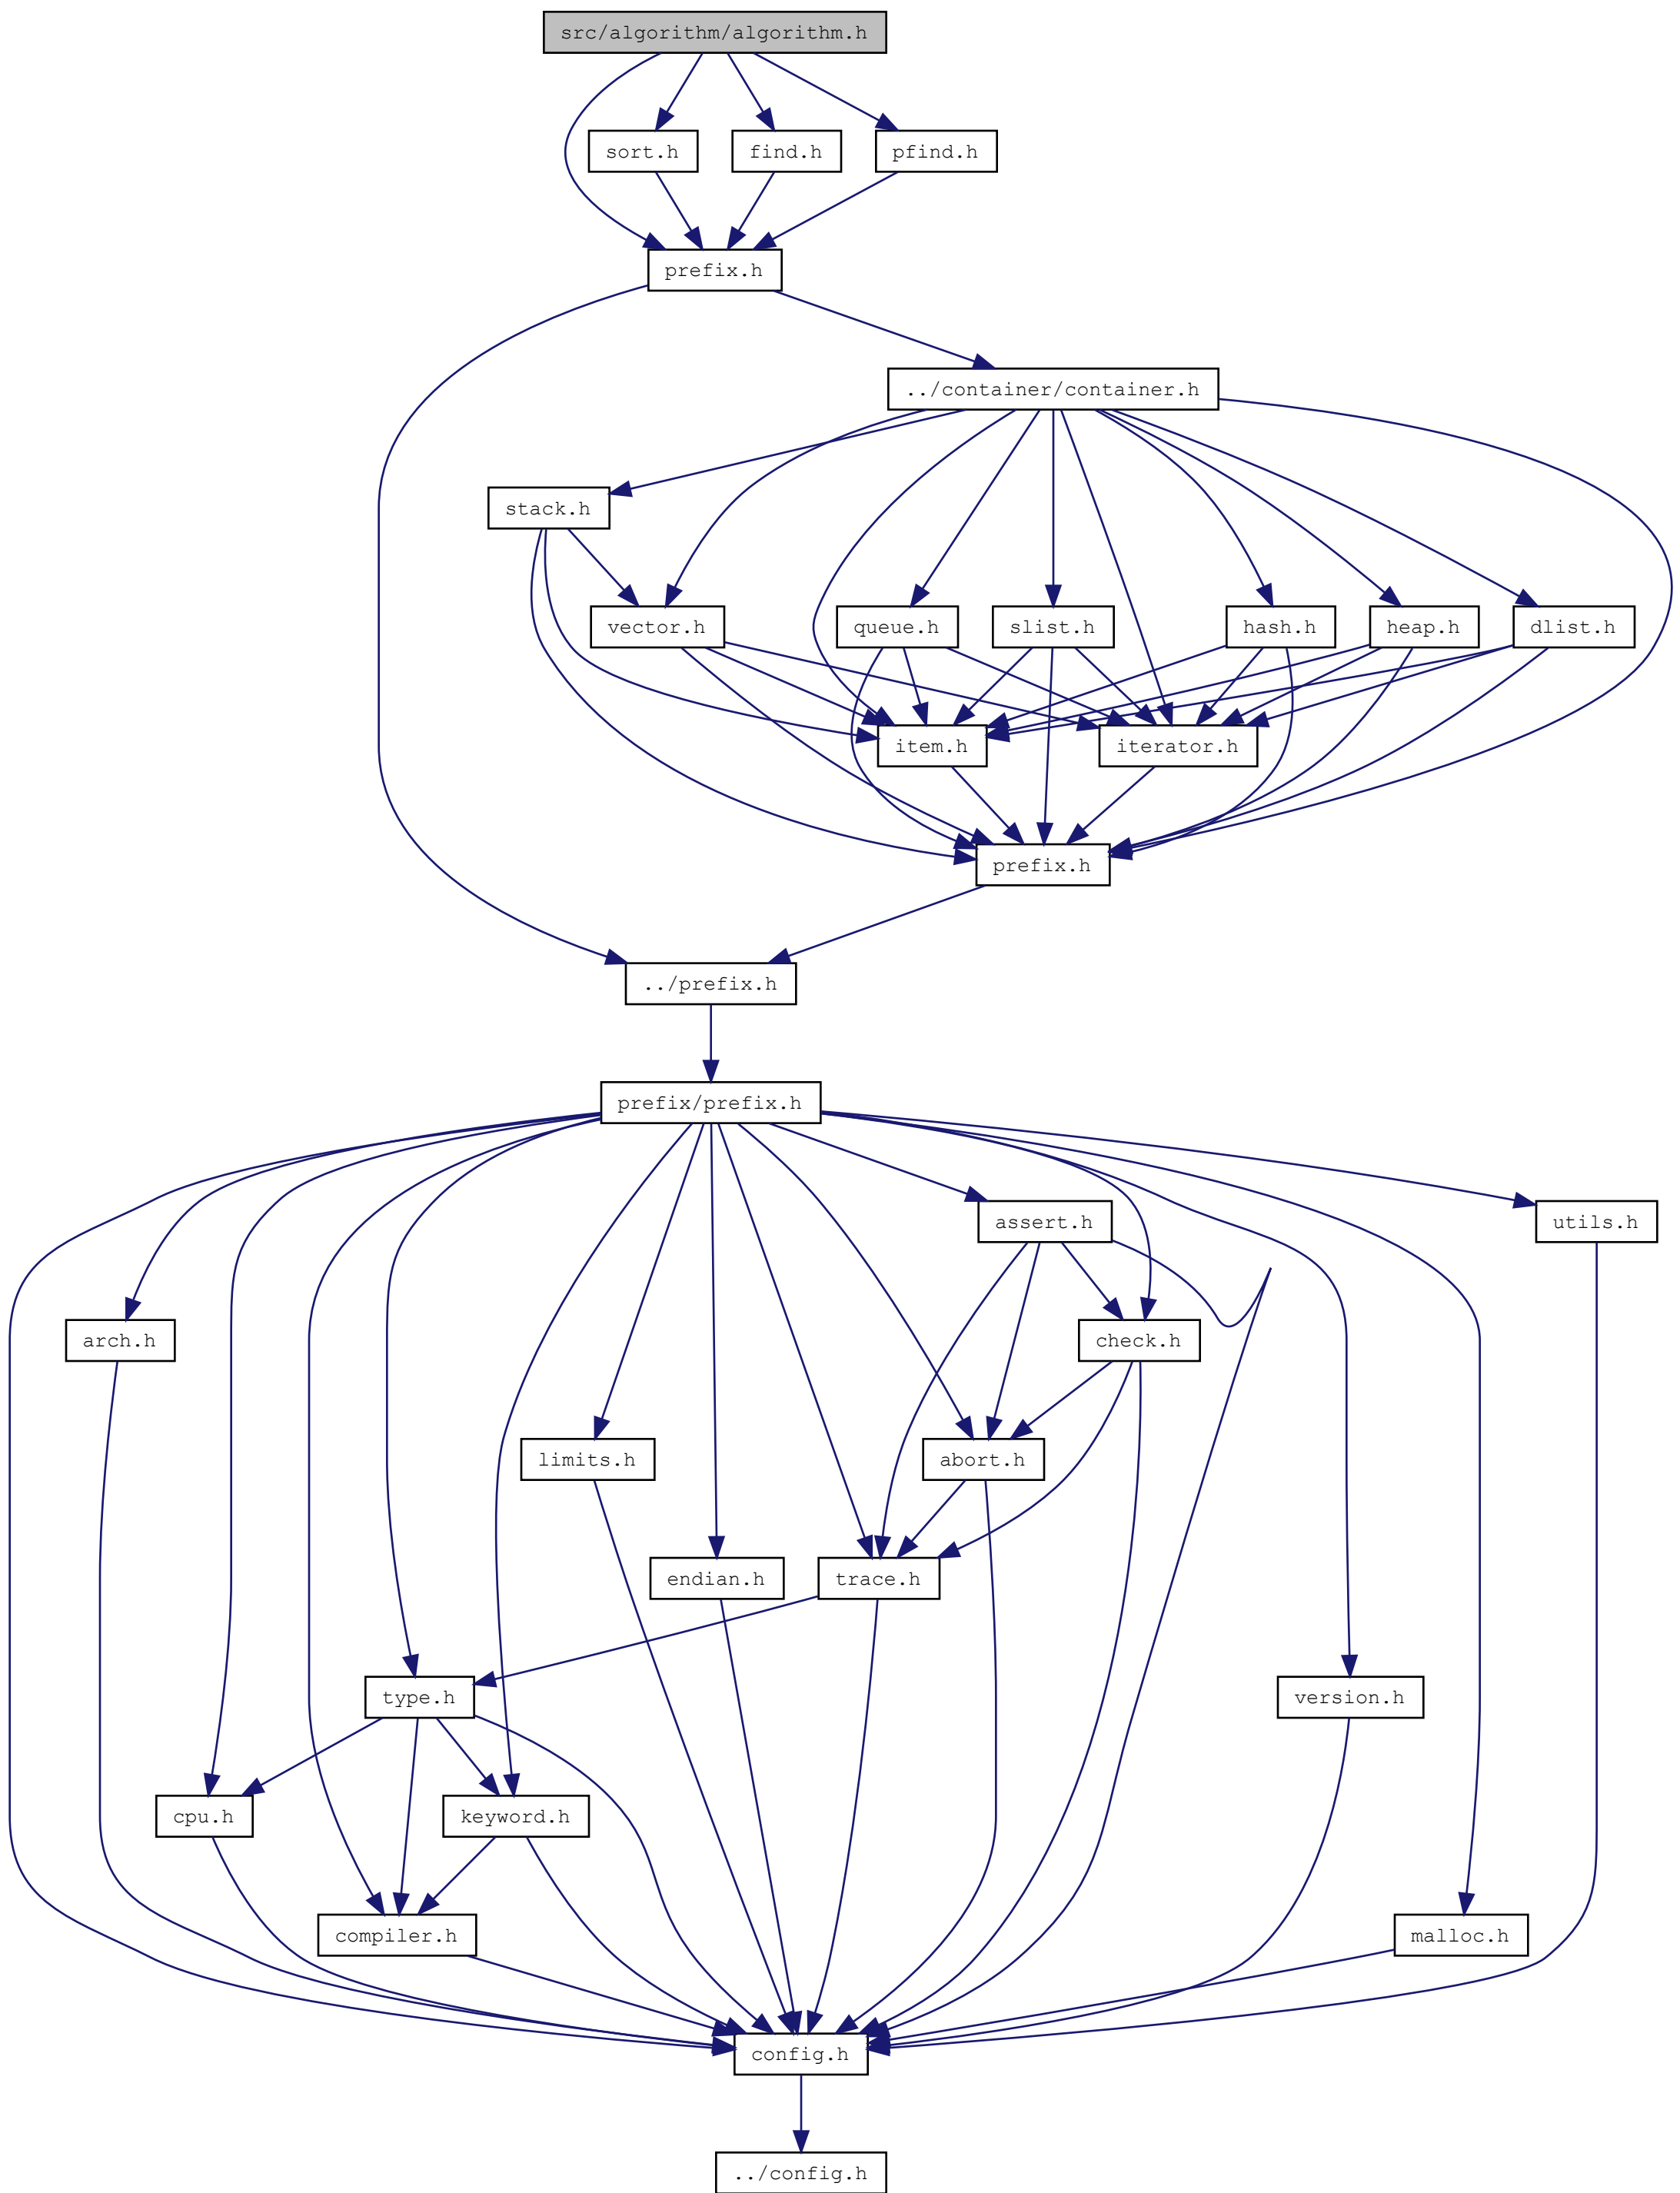 src/algorithm/algorithm.h
sort.h
find.h
pfind.h
prefix.h
../container/container.h
stack.h
vector.h
queue.h
slist.h
hash.h
heap.h
dlist.h
item.h
iterator.h
prefix.h
../prefix.h
prefix/prefix.h
assert.h
utils.h
arch.h
check.h
limits.h
abort.h
endian.h
trace.h
type.h
version.h
cpu.h
keyword.h
compiler.h
malloc.h
config.h
../config.h